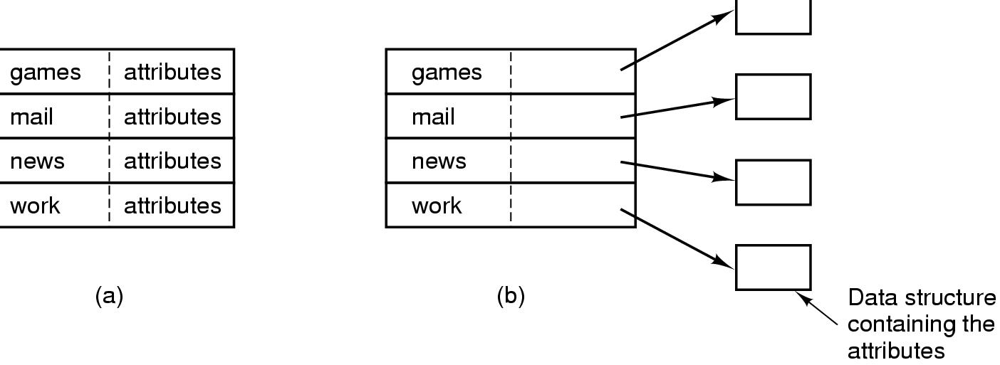 games attributes
mail attributes
news attributes
work attributes
(a)
games
mail
news
work
(b)
Data structure
containing the
attributes